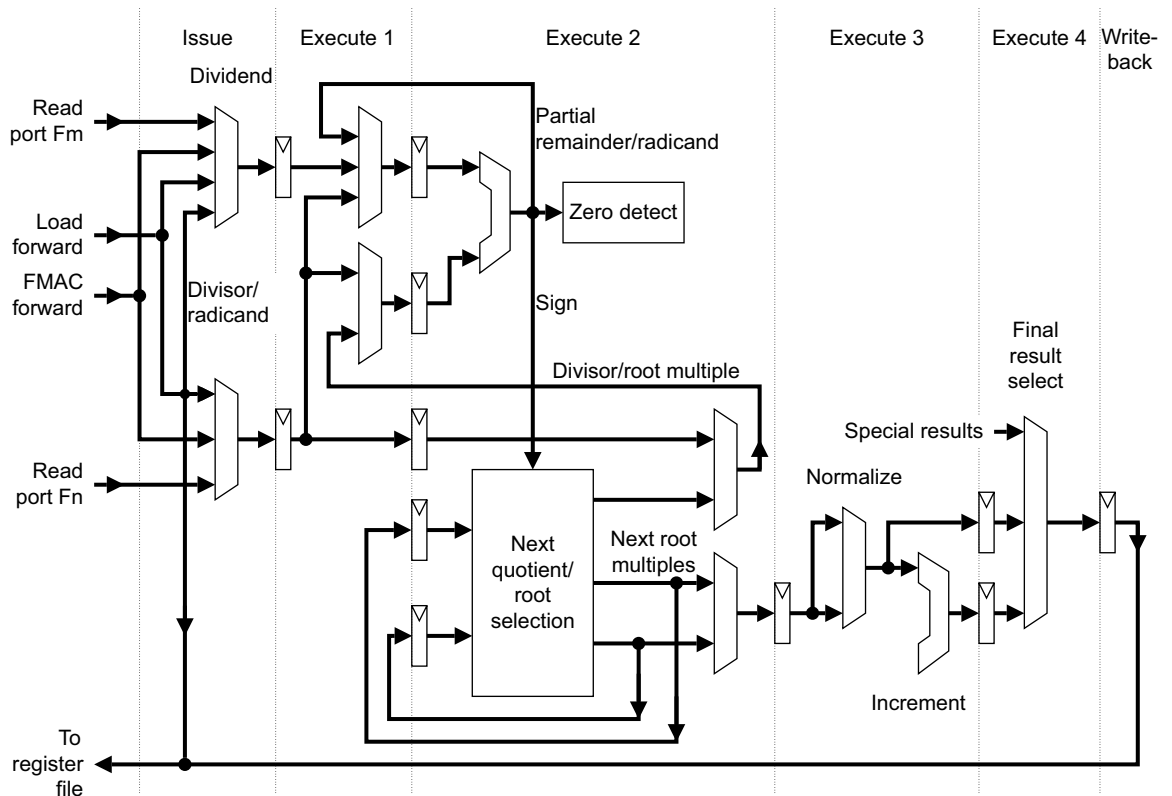 Issue
Execute 1
Execute 2
Execute 3
Execute 4
Write-
back
Dividend
Read
port Fm
Partial
remainder/radicand
Zero detect
Load
forward
FMAC
forward
Divisor/
radicand
Sign
Final
result
select
Divisor/root multiple
Special results
Read
port Fn
Normalize
Next
quotient/
root
selection
Next root
multiples
Increment
To
register
file